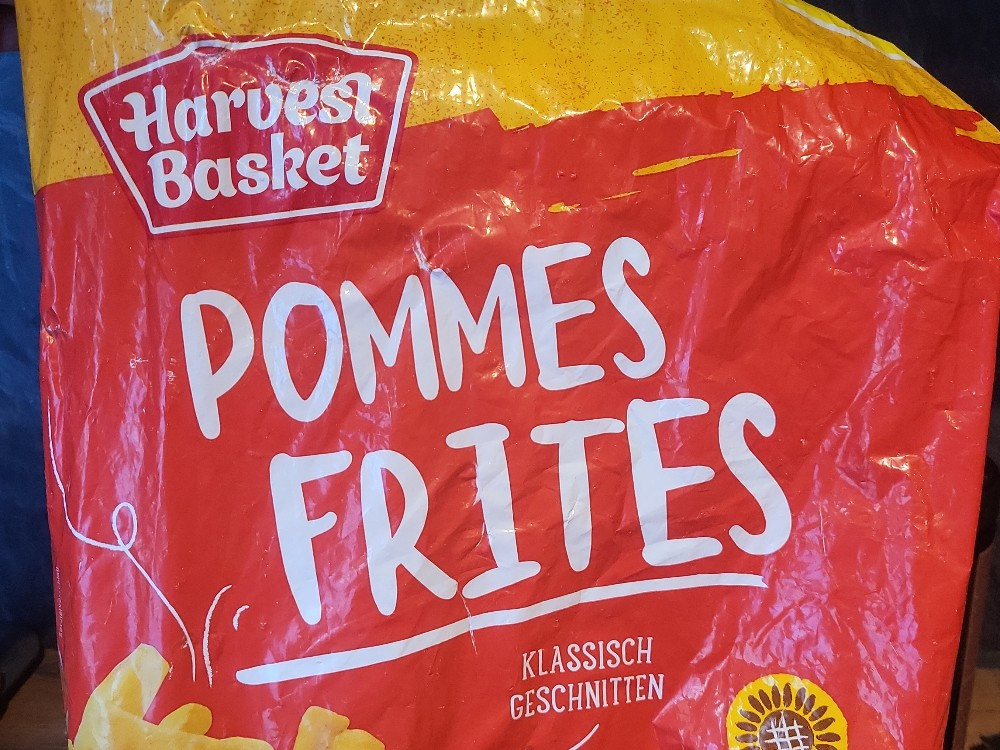 Harvest
Basket
POMMES
FRITES
KLASSISCH
GESCHNITTEN